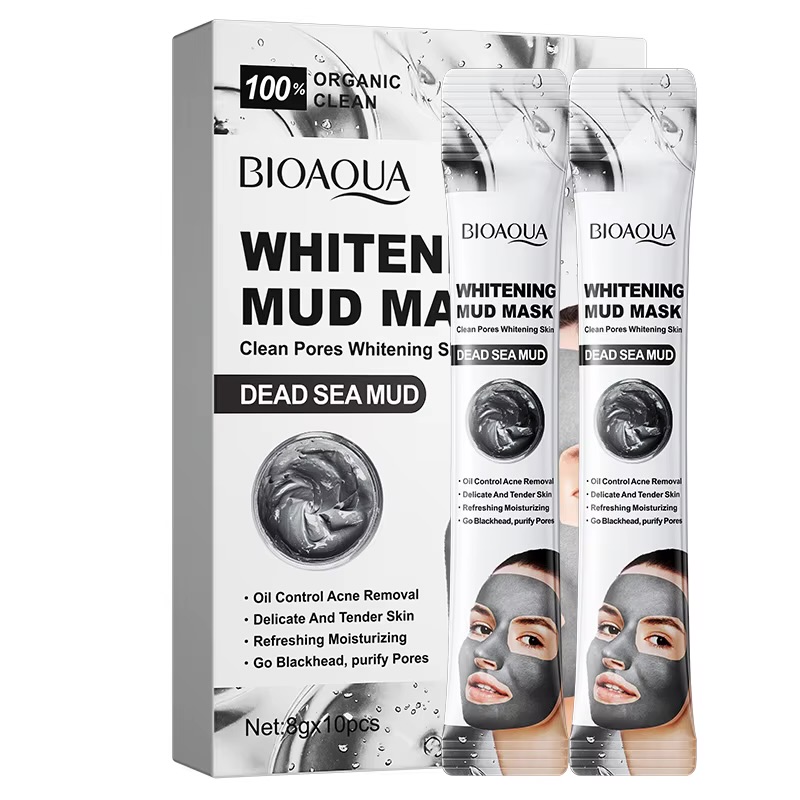 100% ORGANIC
CLEAN
BIOAQUA
WHITEN
MUD MA
Clean Pores Whitening S
DEAD SEA MUD
• Oil Control Acne Removal
• Delicate And Tender Skin
• Refreshing Moisturizing
• Go Blackhead, purify Pores
Net:8gx10pcs
BIOAQUA
WHITENING
MUD MASK
Clean Pores Whitening Skin
DEAD SEA MUD
• Oil Control Acne Removal
• Delicate And Tender Skin
• Refreshing Moisturizing
• Go Blackhead, purify Pores
BIOAQUA
WHITENING
MUD MASK
Clean Pores Whitening Skin
DEAD SEA MUD
• Oil Control Acne Removal
• Delicate And Tender Skin
• Refreshing Moisturizing
• Go Blackhead, purify Pores